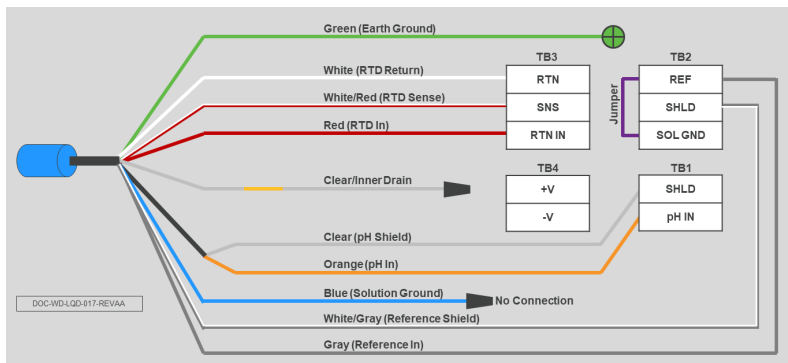 Green (Earth Ground)
TB3
TB2
White (RTD Return)
RTN
REF
White/Red (RTD Sense)
SNS
Jumper
SHLD
Red (RTD In)
RTN IN
SOL GND
TB4
TB1
Clear/Inner Drain
+V
SHLD
-V
pH IN
Clear (pH Shield)
Orange (pH In)
Blue (Solution Ground)
No Connection
DOC-WD-LQD-017-REVAA
White/Gray (Reference Shield)
Gray (Reference In)